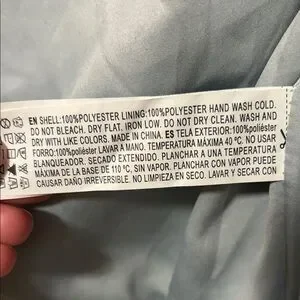 EN SHELL:100%POLYESTER LINING:100%POLYESTER HAND WASH COLD.
DO NOT BLEACH. DRY FLAT. IRON LOW. DO NOT DRY CLEAN. WASH AND
DRY WITH LIKE COLORS. MADE IN CHINA. ES TELA EXTERIOR:100%poliéster
FORRO:100%poliéster LAVAR A MANO. TEMPERATURA MÁXIMA 40 ºC. NO USAR
BLANQUEADOR. SECADO EN PLANO. PLANCHAR A UNA TEMPERATURA
MÁXIMA DE LA BASE DE 110 ºC, SIN VAPOR. PLANCHAR CON VAPOR PUEDE
CAUSAR DAÑO IRREVERSIBLE. NO LIMPIEZA EN SECO. LAVAR Y SECAR CON